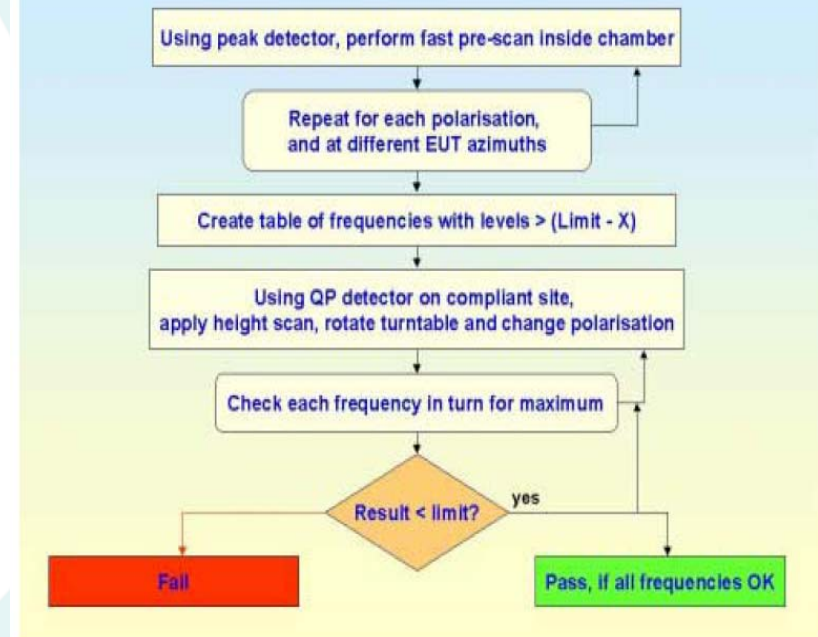 Using peak detector, perform fast pre-scan inside chamber
Repeat for each polarisation,
and at different EUT azimuths
Create table of frequencies with levels > (Limit - X)
Using QP detector on compliant site,
apply height scan, rotate turntable and change polarisation
Check each frequency in turn for maximum
Result < limit?
yes
Fail
Pass, if all frequencies OK